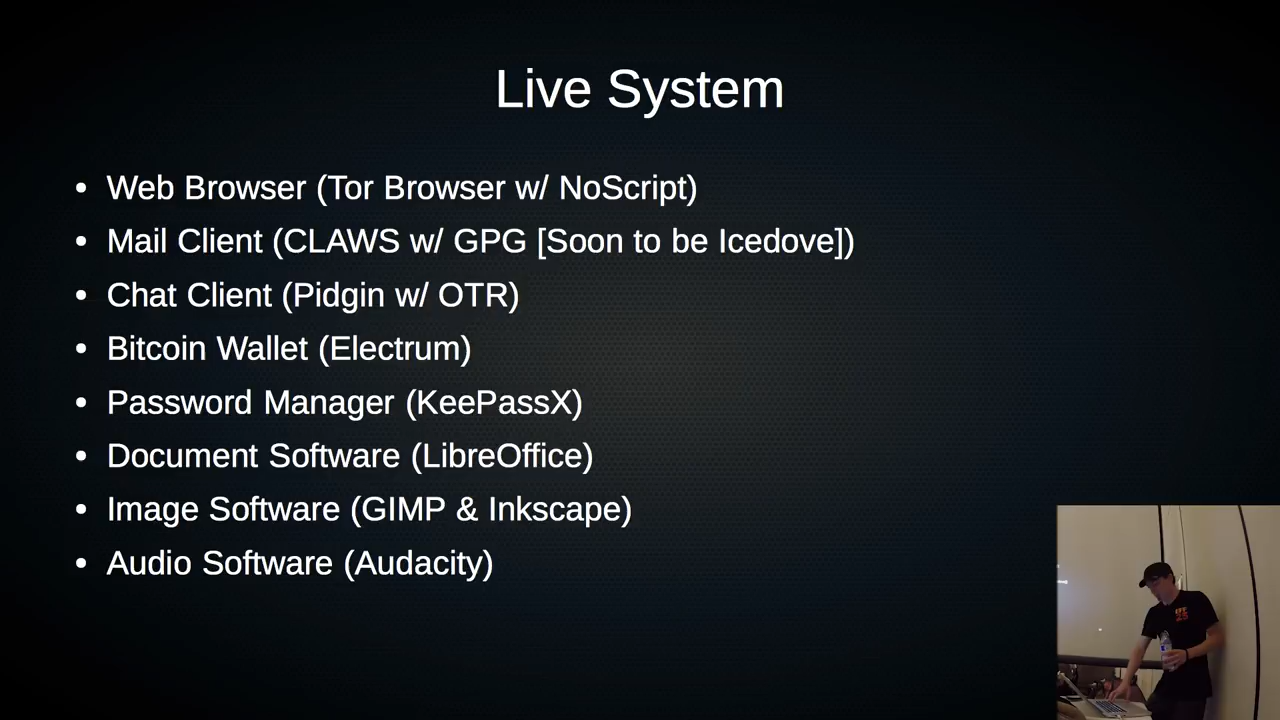 Live System
• Web Browser (Tor Browser w/ NoScript)
• Mail Client (CLAWS w/ GPG [Soon to be Icedove])
• Chat Client (Pidgin w/ OTR)
• Bitcoin Wallet (Electrum)
• Password Manager (KeePassX)
• Document Software (LibreOffice)
• Image Software (GIMP & Inkscape)
• Audio Software (Audacity)